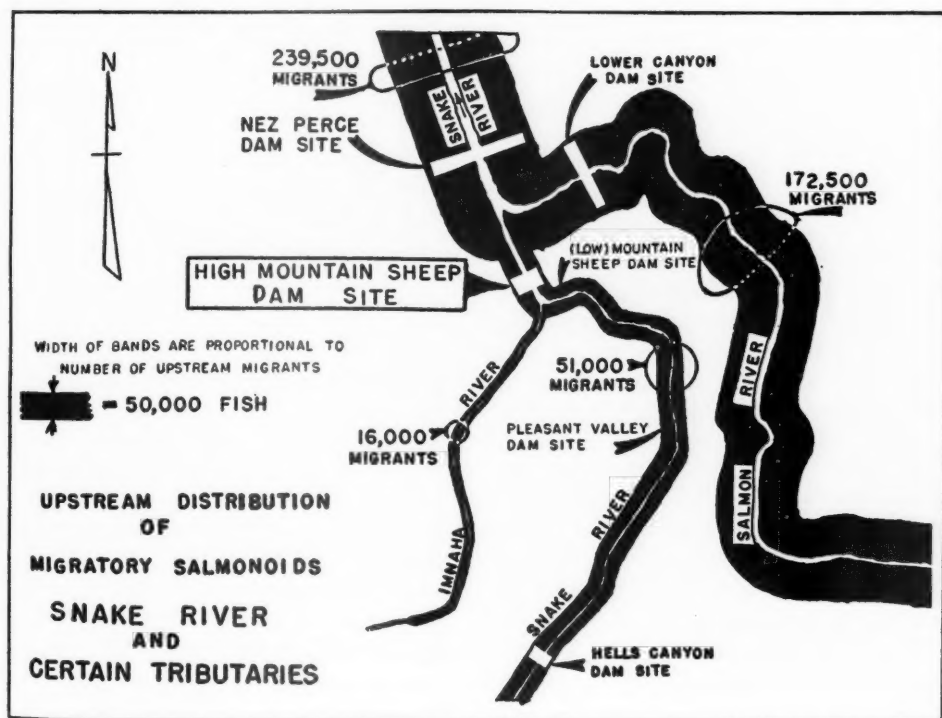 N
239,500
MIGRANTS
NEZ PERCE
DAM SITE
SNAKE
RIVER
LOWER CANYON
DAM SITE
172,500
MIGRANTS
(LOW) MOUNTAIN
SHEEP DAM SITE
HIGH MOUNTAIN SHEEP
DAM SITE
WIDTH OF BANDS ARE PROPORTIONAL TO
NUMBER OF UPSTREAM MIGRANTS
= 50,000 FISH
RIVER
51,000
MIGRANTS
16,000
MIGRANTS
PLEASANT VALLEY
DAM SITE
RIVER
SALMON
UPSTREAM DISTRIBUTION
OF
MIGRATORY SALMONOIDS
SNAKE RIVER
AND
CERTAIN TRIBUTARIES
IMNAHA
RIVER
SNAKE
HELLS CANYON
DAM SITE